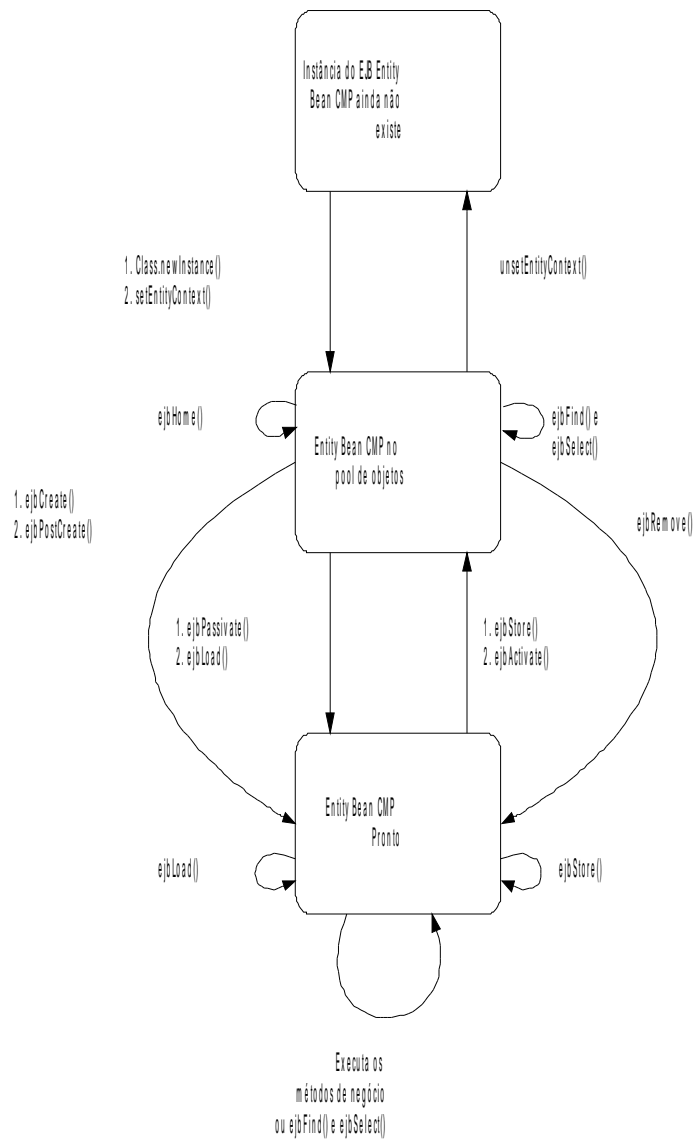 Instância do EJB Entity
Bean CMP ainda não
existe
1. Class.newInstance()
2. setEntityContext()
unsetEntityContext()
ejbHome()
ejbFind() e
ejbSelect()
Entity Bean CMP no
pool de objetos
1. ejbCreate()
2. ejbPostCreate()
ejbRemove()
1. ejbPassivate()
2. ejbLoad()
1. ejbStore()
2. ejbActivate()
Entity Bean CMP
Pronto
ejbLoad()
ejbStore()
Executa os
métodos de negócio
ou ejbFind() e ejbSelect()